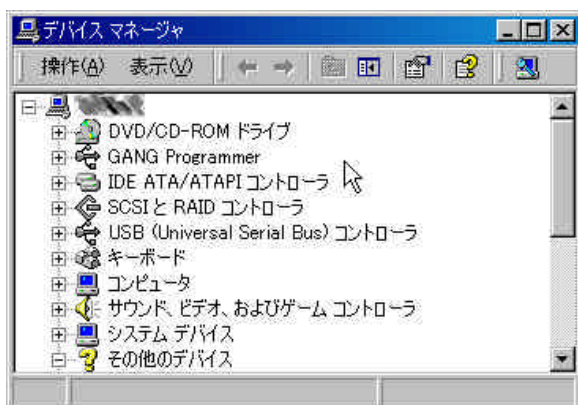 デバイス マネージャ
操作(A) 表示(V)
DVD/CD-ROM ドライブ
GANG Programmer
IDE ATA/ATAPI コントローラ
SCSI と RAID コントローラ
USB (Universal Serial Bus) コントローラ
キーボード
コンピュータ
サウンド、ビデオ、およびゲーム コントローラ
システム デバイス
その他のデバイス